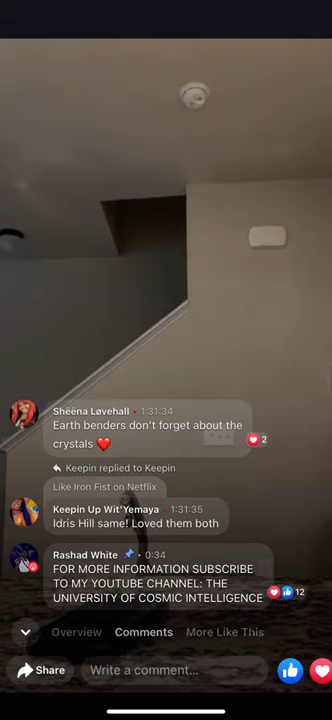 Sheëna Løvehall • 1:31:34
Earth benders don't forget about the
crystals ❤️
2
Keepin replied to Keepin
Like Iron Fist on Netflix
Keepin Up Wit'Yemaya • 1:31:35
Idris Hill same! Loved them both
Rashad White 📌 • 0:34
FOR MORE INFORMATION SUBSCRIBE
TO MY YOUTUBE CHANNEL: THE
UNIVERSITY OF COSMIC INTELLIGENCE
12
Overview Comments More Like This
Share Write a comment...